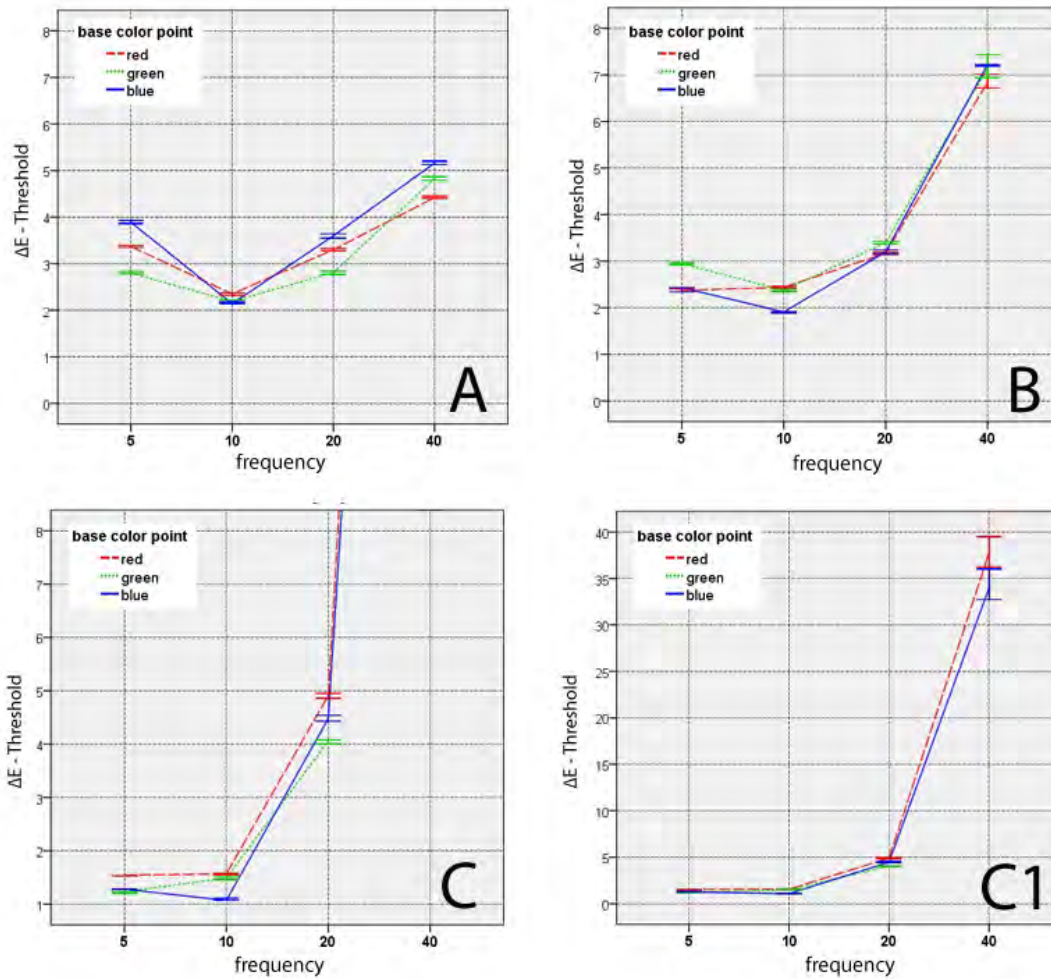 base color point
red
green
blue
8
7
6
5
4
3
2
1
0
ΔE - Threshold
5 10 20 40
frequency
A
base color point
red
green
blue
8
7
6
5
4
3
2
1
0
ΔE - Threshold
5 10 20 40
frequency
B
base color point
red
green
blue
8
7
6
5
4
3
2
1
ΔE - Threshold
5 10 20 40
frequency
C
base color point
red
green
blue
40
35
30
25
20
15
10
5
0
ΔE - Threshold
5 10 20 40
frequency
C1